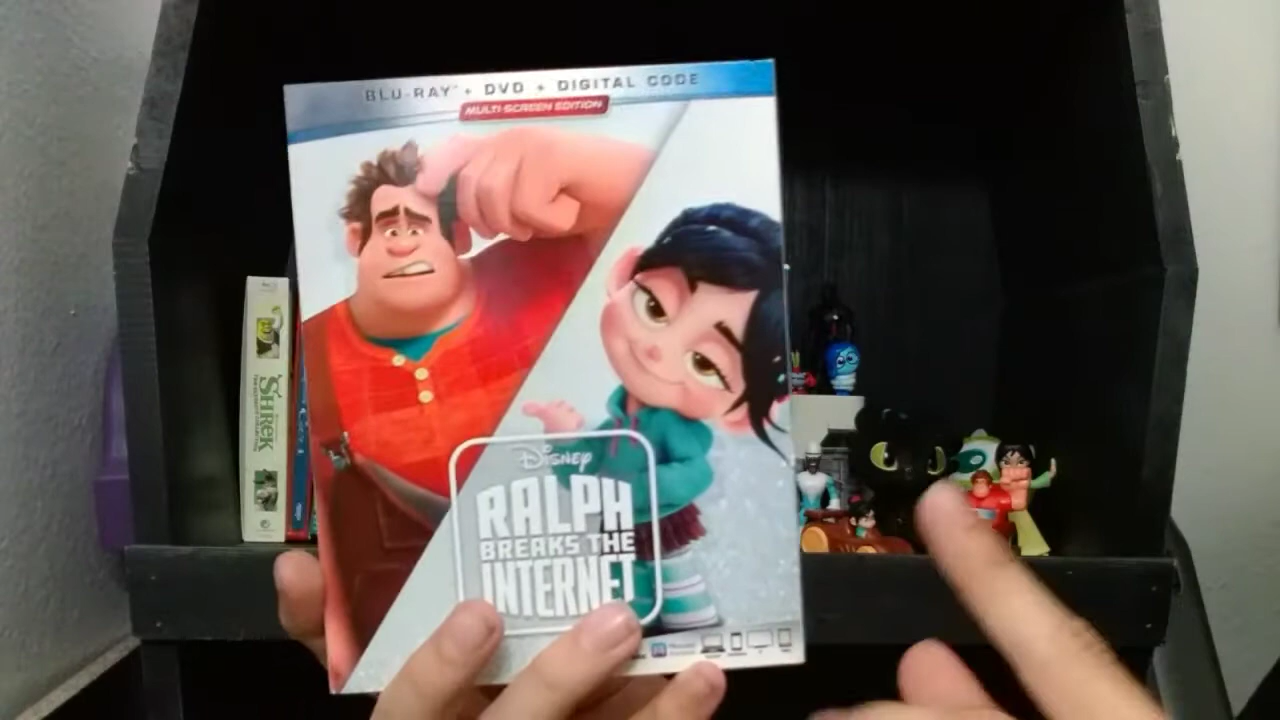 BLU-RAY™ + DVD + DIGITAL CODE
MULTI-SCREEN EDITION
Disney
RALPH
BREAKS THE
INTERNET
SHREK